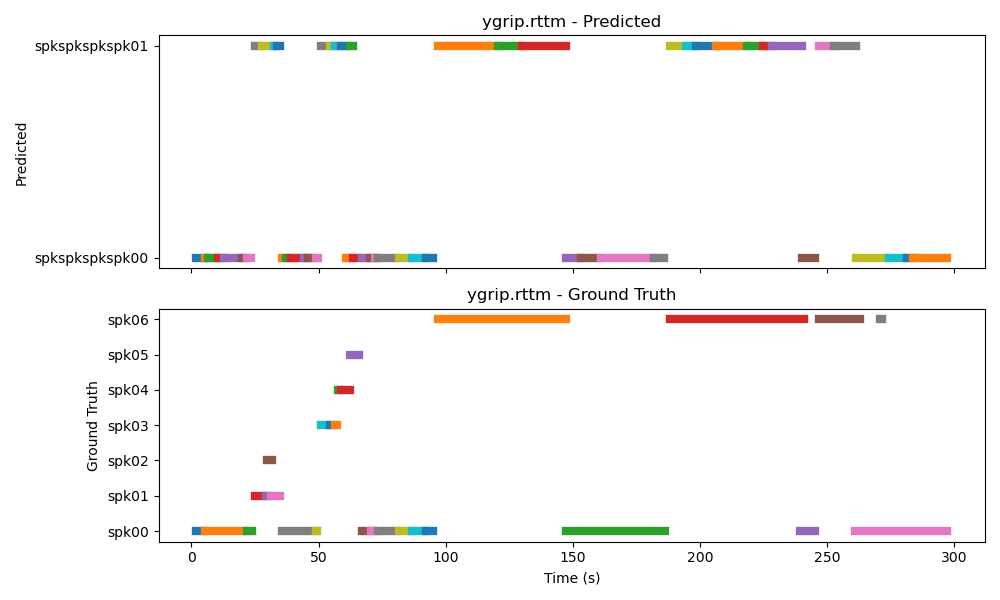 ygrip.rttm - Predicted
spkspkspkspk01
Predicted
spkspkspkspk00
ygrip.rttm - Ground Truth
spk06
spk05
spk04
spk03
Ground Truth
spk02
spk01
spk00
0 50 100 150 200 250 300
Time (s)